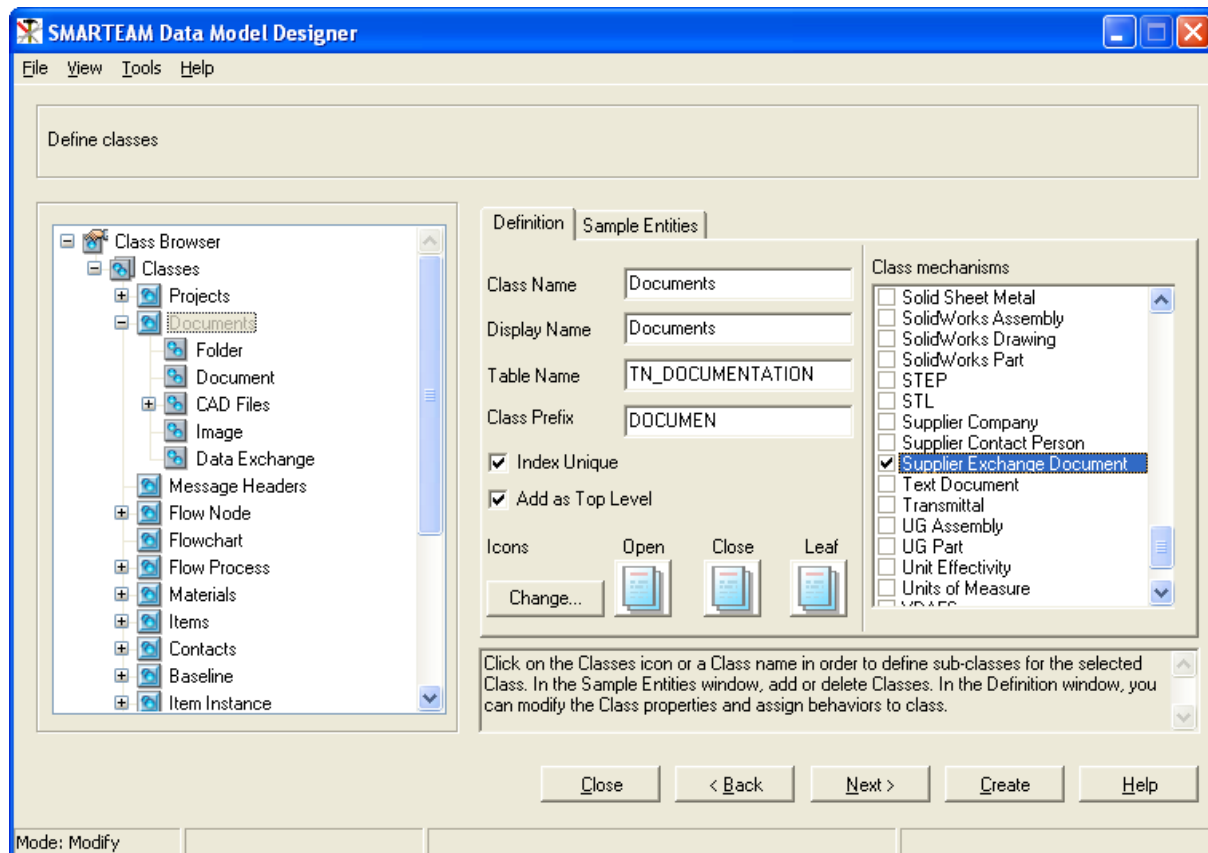 SMARTEAM Data Model Designer
File View Tools Help
Define classes
Class Browser
Classes
Projects
Documents
Folder
Document
CAD Files
Image
Data Exchange
Message Headers
Flow Node
Flowchart
Flow Process
Materials
Items
Contacts
Baseline
Item Instance
Definition Sample Entities
Class Name Documents
Display Name Documents
Table Name TN_DOCUMENTATION
Class Prefix DOCUMEN
Index Unique
Add as Top Level
Icons Open Close Leaf
Change...
Class mechanisms
Solid Sheet Metal
SolidWorks Assembly
SolidWorks Drawing
SolidWorks Part
STEP
STL
Supplier Company
Supplier Contact Person
Supplier Exchange Document
Text Document
Transmittal
UG Assembly
UG Part
Unit Effectivity
Units of Measure
Click on the Classes icon or a Class name in order to define sub-classes for the selected
Class. In the Sample Entities window, add or delete Classes. In the Definition window, you
can modify the Class properties and assign behaviors to class.
Close < Back Next > Create Help
Mode: Modify